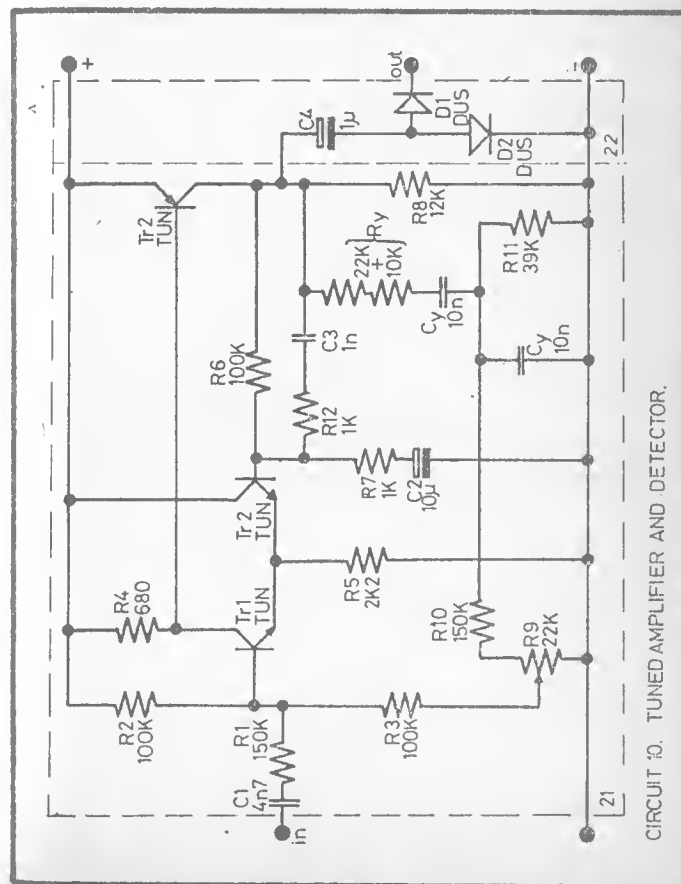 +
Tr2
TUN
C4
1µ
D1
DUS
out
D2
DUS
22
R4
680
R2
100K
R6
100K
R12
1K
C3
1n
22K
+
10K
Ry
R8
12K
Tr1
TUN
Tr2
TUN
C1
4n7
in
R1
150K
R5
2K2
R7
1K
C2
10µ
Cy
10n
Cy
10n
R11
39K
R3
100K
R10
150K
R9
22K
21
-
CIRCUIT 10. TUNED AMPLIFIER AND DETECTOR.